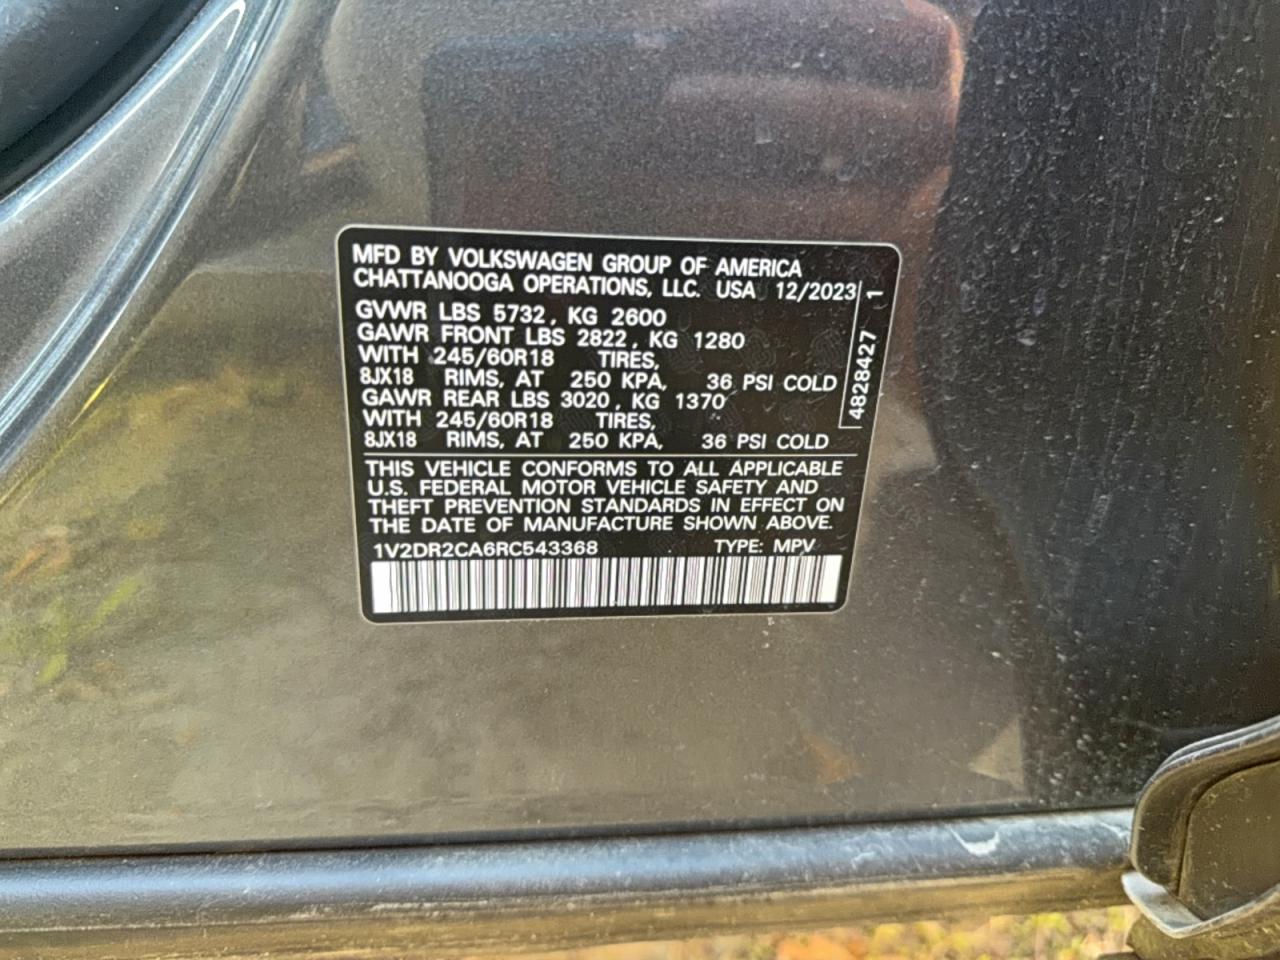 MFD BY VOLKSWAGEN GROUP OF AMERICA
CHATTANOOGA OPERATIONS, LLC. USA 12/2023
GVWR LBS 5732, KG 2600
GAWR FRONT LBS 2822, KG 1280
WITH 245/60R18 TIRES,
8JX18 RIMS, AT 250 KPA, 36 PSI COLD
GAWR REAR LBS 3020, KG 1370
WITH 245/60R18 TIRES,
8JX18 RIMS, AT 250 KPA, 36 PSI COLD
4828427 1
THIS VEHICLE CONFORMS TO ALL APPLICABLE
U.S. FEDERAL MOTOR VEHICLE SAFETY AND
THEFT PREVENTION STANDARDS IN EFFECT ON
THE DATE OF MANUFACTURE SHOWN ABOVE.
1V2DR2CA6RC543368 TYPE: MPV